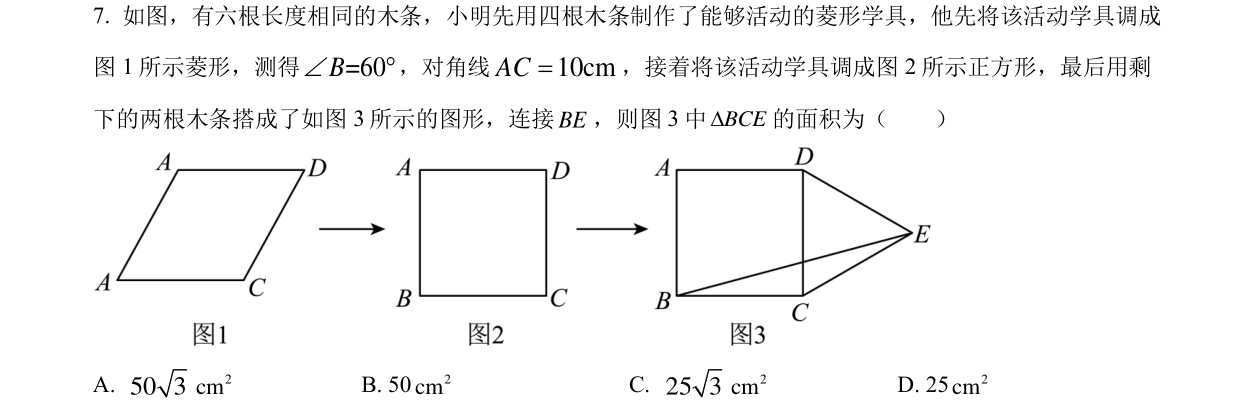 7. 如图，有六根长度相同的木条，小明先用四根木条制作了能够活动的菱形学具，他先将该活动学具调成
图 1 所示菱形，测得∠B=60°，对角线 AC = 10cm，接着将该活动学具调成图 2 所示正方形，最后用剩
下的两根木条搭成了如图 3 所示的图形，连接 BE，则图 3 中 ΔBCE 的面积为（　　）
A D A D A D
E
A C B C B C
图1 图2 图3
A. 50√3 cm² B. 50 cm² C. 25√3 cm² D. 25 cm²